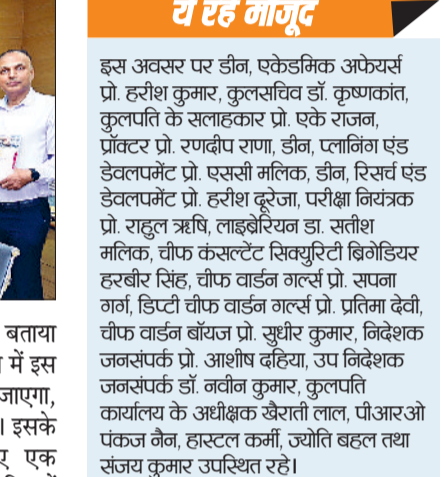 ये रहे मौजूद
इस अवसर पर डीन, एकेडमिक अफेयर्स
प्रो. हरीश कुमार, कुलसचिव डॉ. कृष्णकांत,
कुलपति के सलाहकार प्रो. एके राजन,
प्रॉक्टर प्रो. रणदीप राणा, डीन, प्लानिंग एंड
डेवलपमेंट प्रो. एससी मलिक, डीन, रिसर्च एंड
डेवलपमेंट प्रो. हरीश दूरेजा, परीक्षा नियंत्रक
प्रो. राहुल ऋषि, लाइब्रेरियन डा. सतीश
मलिक, चीफ कंसल्टेंट सिक्युरिटी ब्रिगेडियर
हरबीर सिंह, चीफ वार्डन गर्ल्स प्रो. सपना
गर्ग, डिप्टी चीफ वार्डन गर्ल्स प्रो. प्रतिमा देवी,
चीफ वार्डन बॉयज प्रो. सुधीर कुमार, निदेशक
जनसंपर्क प्रो. आशीष दहिया, उप निदेशक
जनसंपर्क डॉ. नवीन कुमार, कुलपति
कार्यालय के अधीक्षक खैराती लाल, पीआरओ
पंकज नैन, हास्टल कर्मी, ज्योति बहल तथा
संजय कुमार उपस्थित रहे।
बताया
में इस
जाएगा,
। इसके
एक